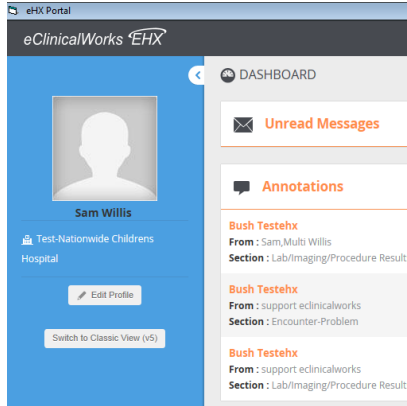 eHX Portal
eClinicalWorks EHX
DASHBOARD
Unread Messages
Annotations
Sam Willis
Test-Nationwide Childrens
Hospital
Edit Profile
Switch to Classic View (v5)
Bush Testehx
From : Sam,Multi Willis
Section : Lab/Imaging/Procedure Result
Bush Testehx
From : support eclinicalworks
Section : Encounter-Problem
Bush Testehx
From : support eclinicalworks
Section : Lab/Imaging/Procedure Result